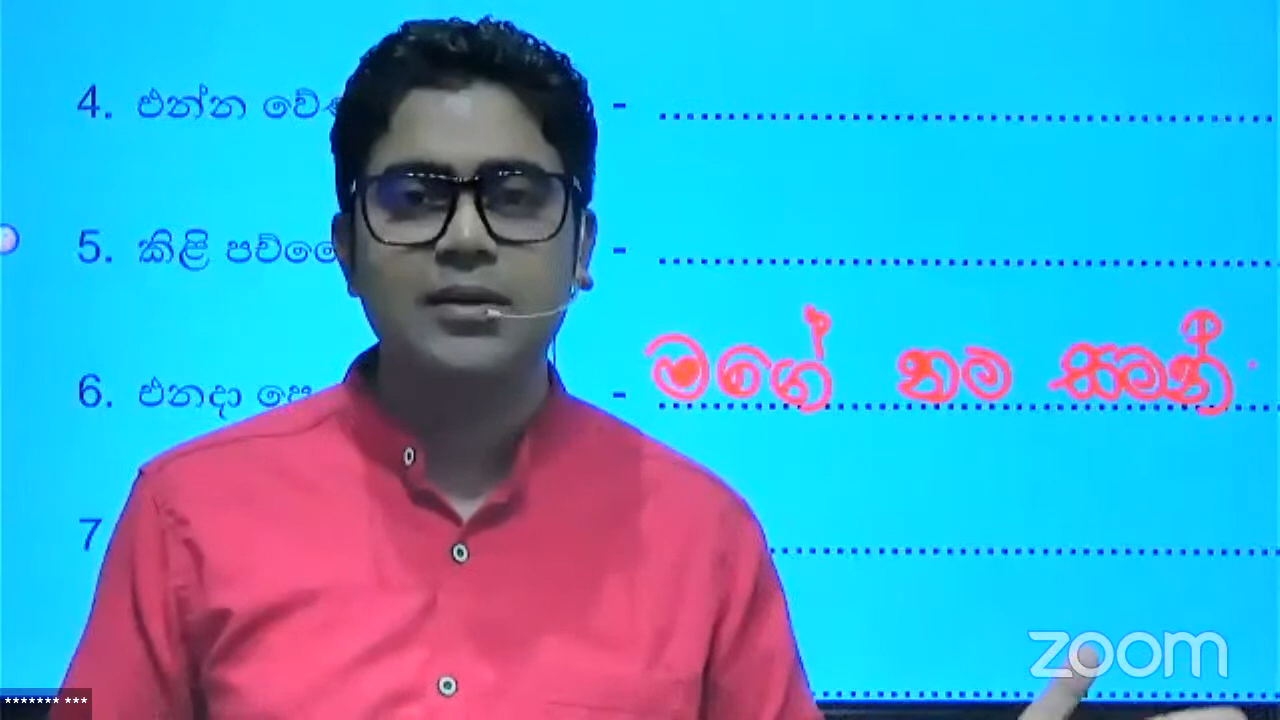 4. එන්න වේ -
5. කිළි පච්චෛ -
6. එනදා පෙ - මගේ නම සමන්.
7
zoom
******* ***